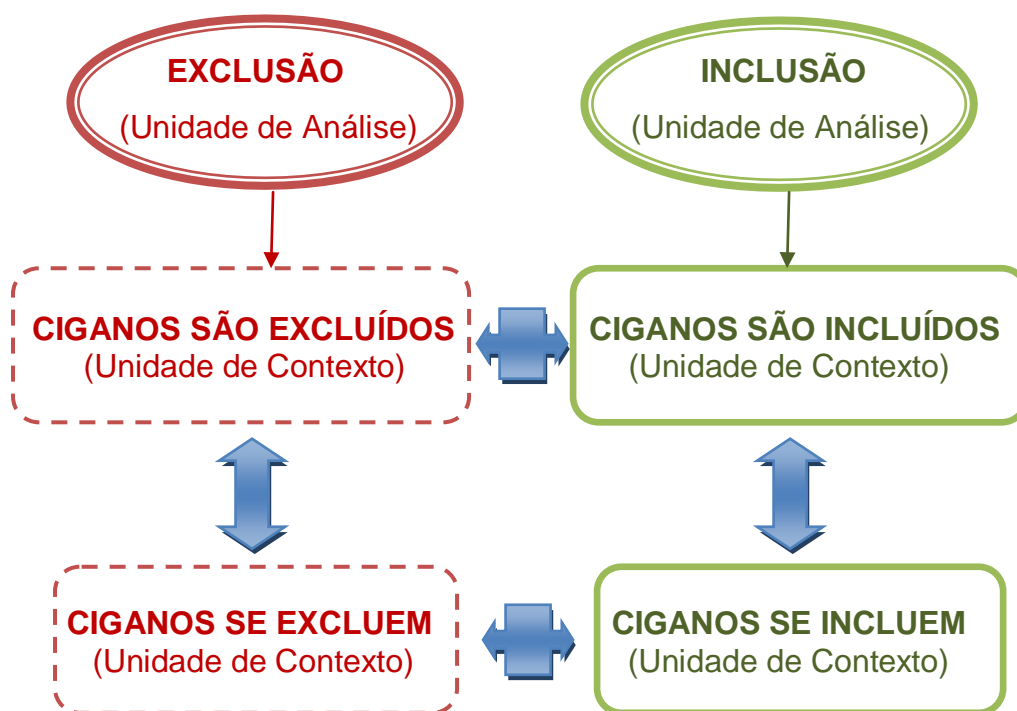 EXCLUSÃO
(Unidade de Análise)
INCLUSÃO
(Unidade de Análise)
CIGANOS SÃO EXCLUÍDOS
(Unidade de Contexto)
CIGANOS SÃO INCLUÍDOS
(Unidade de Contexto)
CIGANOS SE EXCLUEM
(Unidade de Contexto)
CIGANOS SE INCLUEM
(Unidade de Contexto)